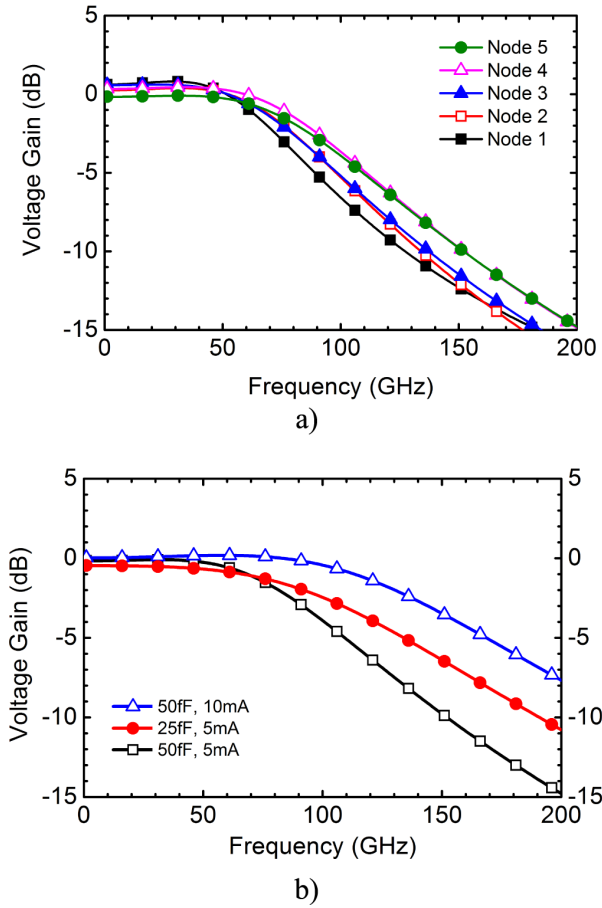 5
0
-5
-10
-15
Voltage Gain (dB)
Node 5
Node 4
Node 3
Node 2
Node 1
0 50 100 150 200
Frequency (GHz)
a)
5 5
0 0
-5 -5
-10 -10
-15 -15
Voltage Gain (dB)
50fF, 10mA
25fF, 5mA
50fF, 5mA
0 50 100 150 200
Frequency (GHz)
b)